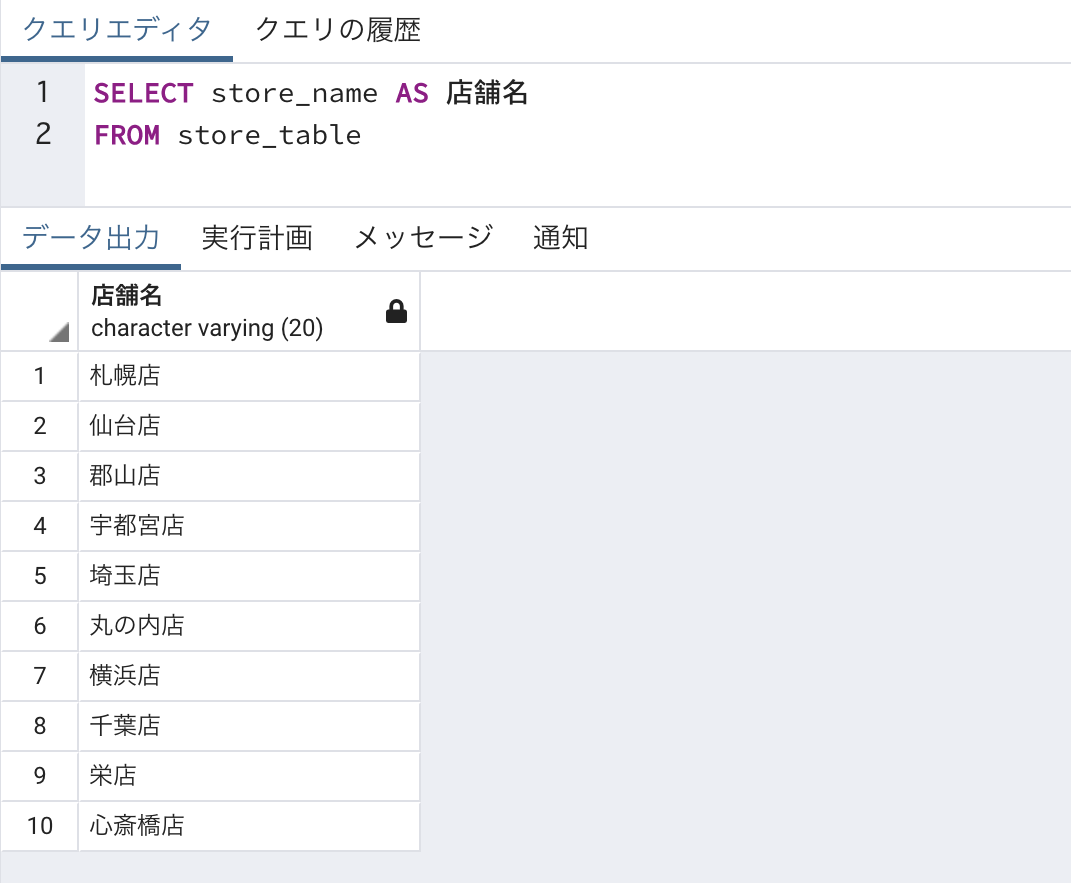 クエリエディタ クエリの履歴
1 SELECT store_name AS 店舗名
2 FROM store_table
データ出力 実行計画 メッセージ 通知
店舗名
character varying (20)
1 札幌店
2 仙台店
3 郡山店
4 宇都宮店
5 埼玉店
6 丸の内店
7 横浜店
8 千葉店
9 栄店
10 心斎橋店